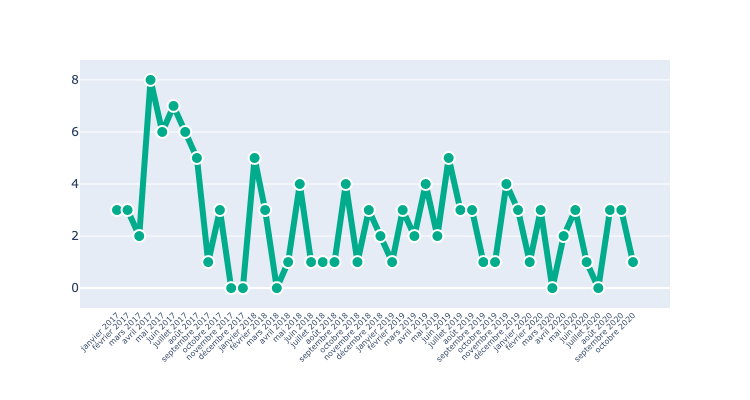 8
6
4
2
0
janvier 2017
février 2017
mars 2017
avril 2017
mai 2017
juin 2017
juillet 2017
août 2017
septembre 2017
octobre 2017
novembre 2017
décembre 2017
janvier 2018
février 2018
mars 2018
avril 2018
mai 2018
juin 2018
juillet 2018
août 2018
septembre 2018
octobre 2018
novembre 2018
décembre 2018
janvier 2019
février 2019
mars 2019
avril 2019
mai 2019
juin 2019
juillet 2019
août 2019
septembre 2019
octobre 2019
novembre 2019
décembre 2019
janvier 2020
février 2020
mars 2020
avril 2020
mai 2020
juin 2020
juillet 2020
août 2020
septembre 2020
octobre 2020